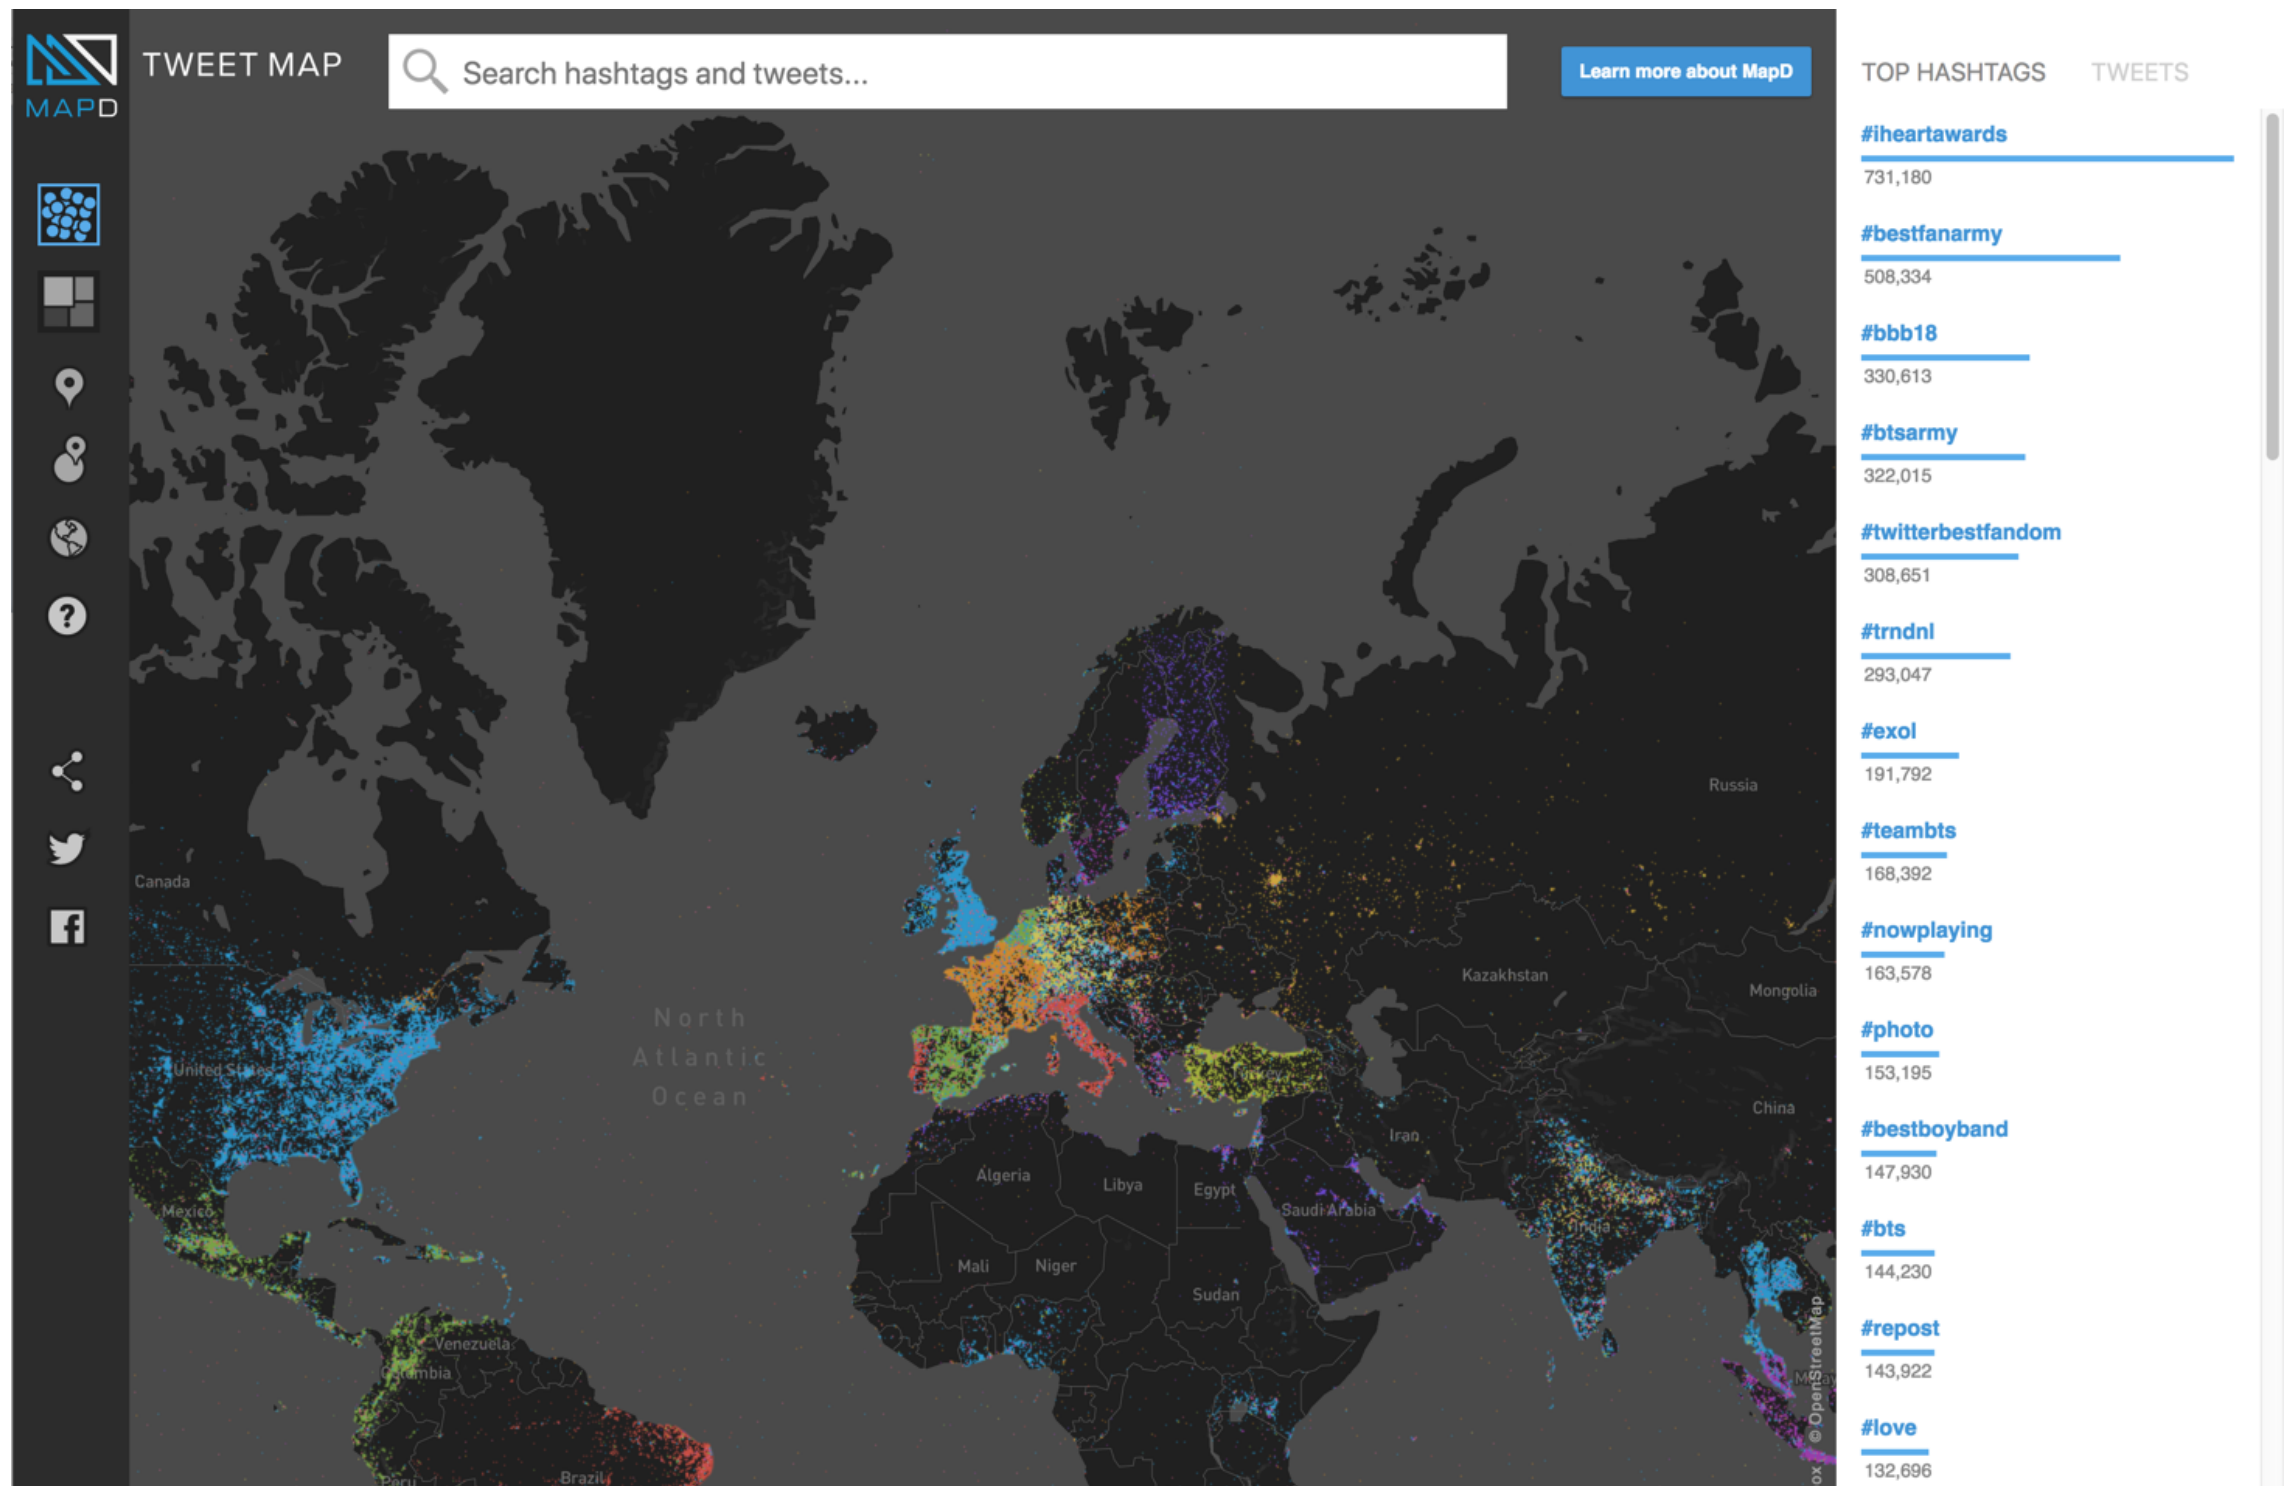 MAPD
TWEET MAP
Search hashtags and tweets...
Learn more about MapD
TOP HASHTAGS
TWEETS
#iheartawards
731,180
#bestfanarmy
508,334
#bbb18
330,613
#btsarmy
322,015
#twitterbestfandom
308,651
#trndnl
293,047
#exol
191,792
#teambts
168,392
#nowplaying
163,578
#photo
153,195
#bestboyband
147,930
#bts
144,230
#repost
143,922
#love
132,696
Russia
Canada
Kazakhstan
Mongolia
North
Atlantic
Ocean
United States
Turkey
China
Iran
Algeria
Libya
Egypt
Saudi Arabia
Mexico
India
Mali
Niger
Sudan
Venezuela
Colombia
Peru
Brazil
© OpenStreetMap